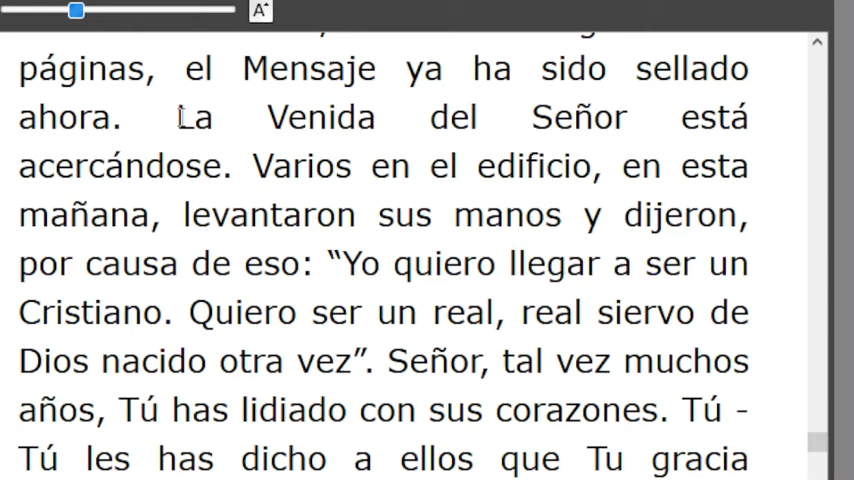 A
páginas, el Mensaje ya ha sido sellado
ahora. La Venida del Señor está
acercándose. Varios en el edificio, en esta
mañana, levantaron sus manos y dijeron,
por causa de eso: “Yo quiero llegar a ser un
Cristiano. Quiero ser un real, real siervo de
Dios nacido otra vez”. Señor, tal vez muchos
años, Tú has lidiado con sus corazones. Tú -
Tú les has dicho a ellos que Tu gracia